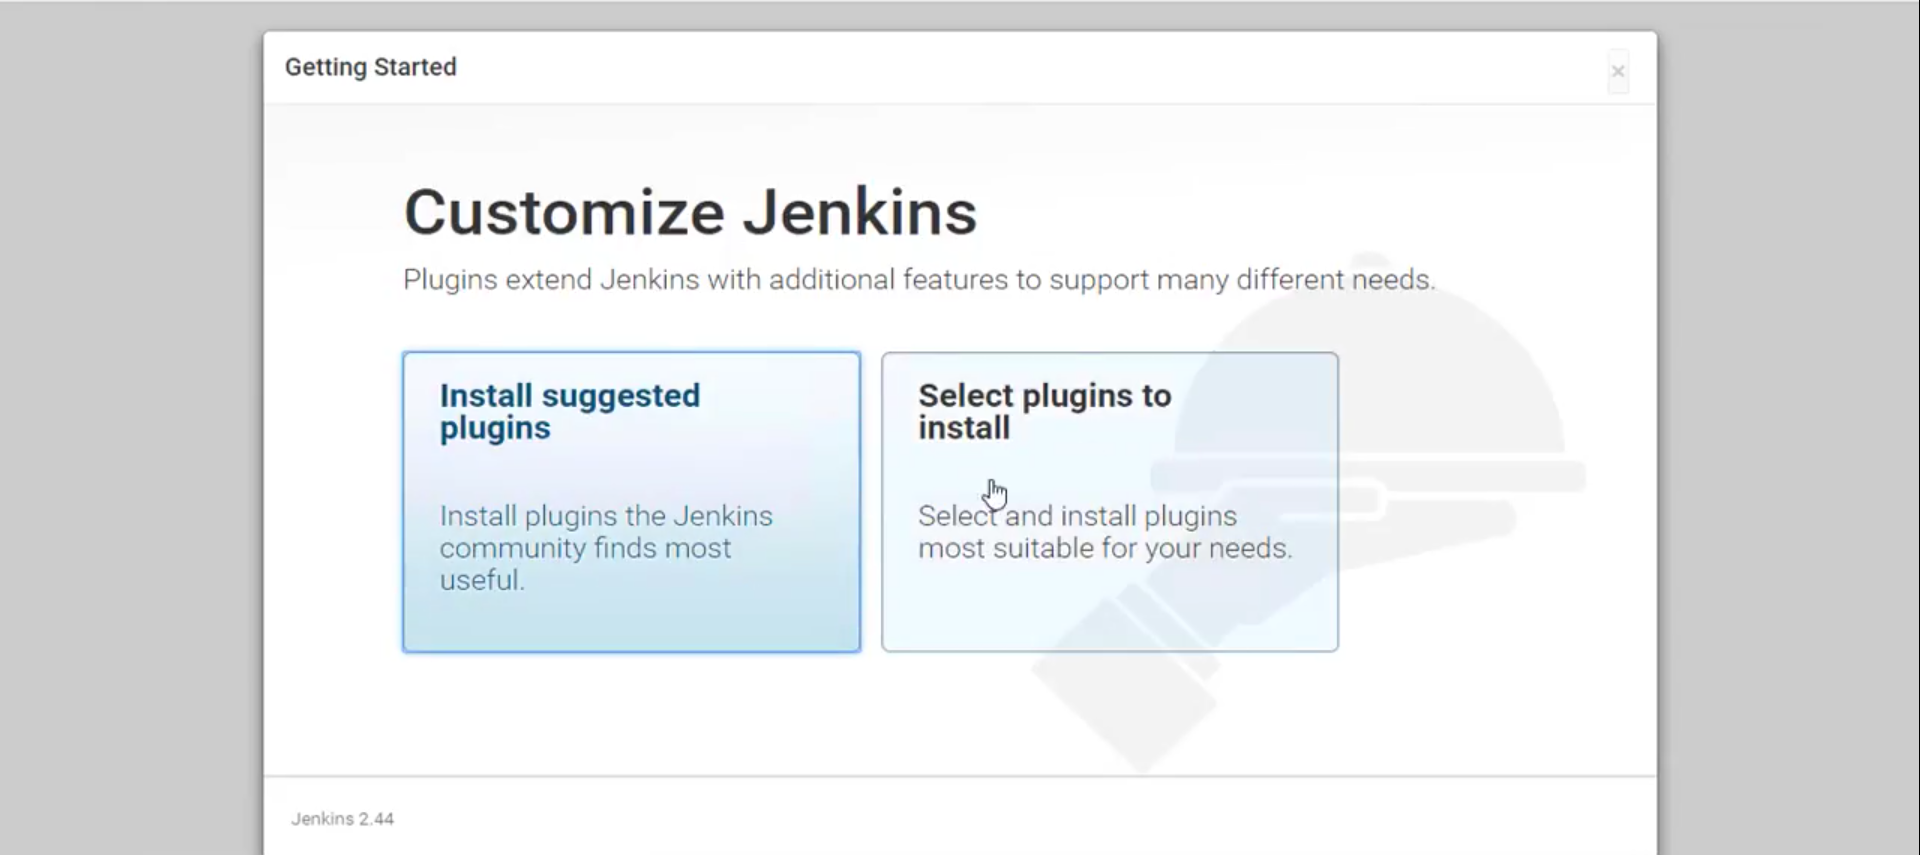 Getting Started
Customize Jenkins
Plugins extend Jenkins with additional features to support many different needs.
Install suggested
plugins
Install plugins the Jenkins
community finds most
useful.
Select plugins to
install
Select and install plugins
most suitable for your needs.
Jenkins 2.44